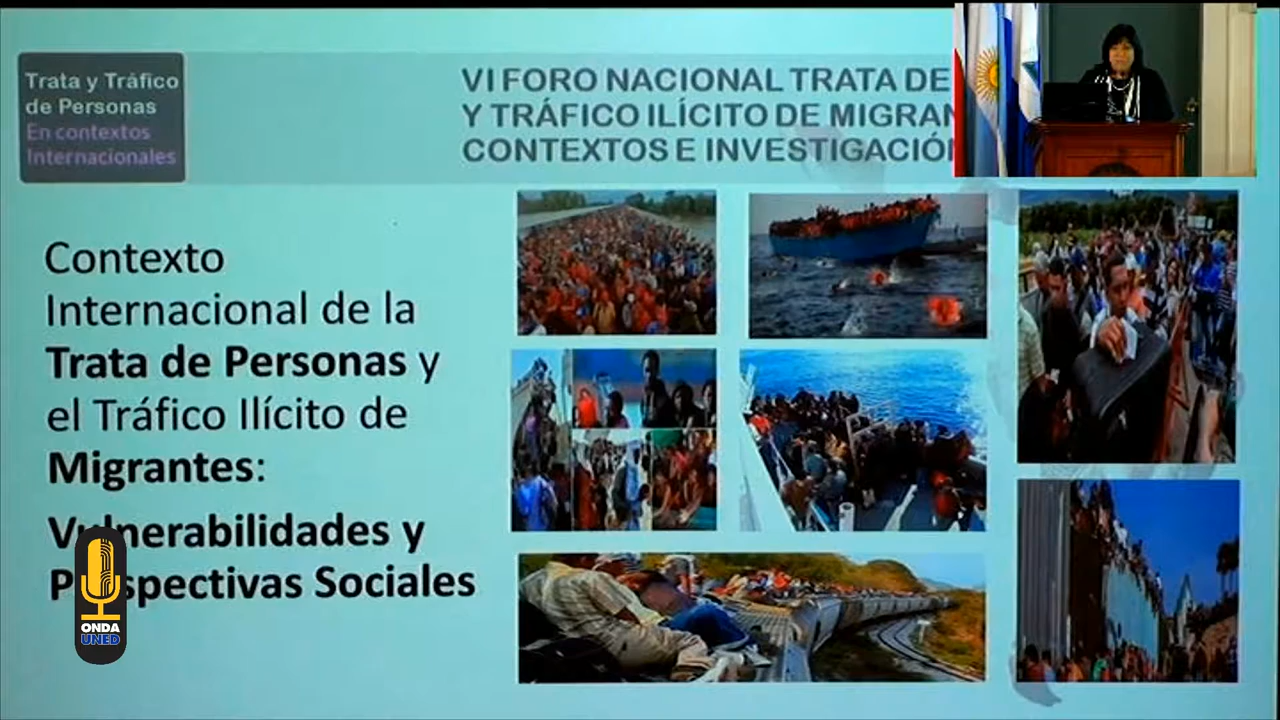 Trata y Tráfico
de Personas
En contextos
Internacionales
VI FORO NACIONAL TRATA DE
Y TRÁFICO ILÍCITO DE MIGRAN
CONTEXTOS E INVESTIGACIÓN
Contexto
Internacional de la
Trata de Personas y
el Tráfico Ilícito de
Migrantes:
Vulnerabilidades y
Perspectivas Sociales
ONDA
UNED